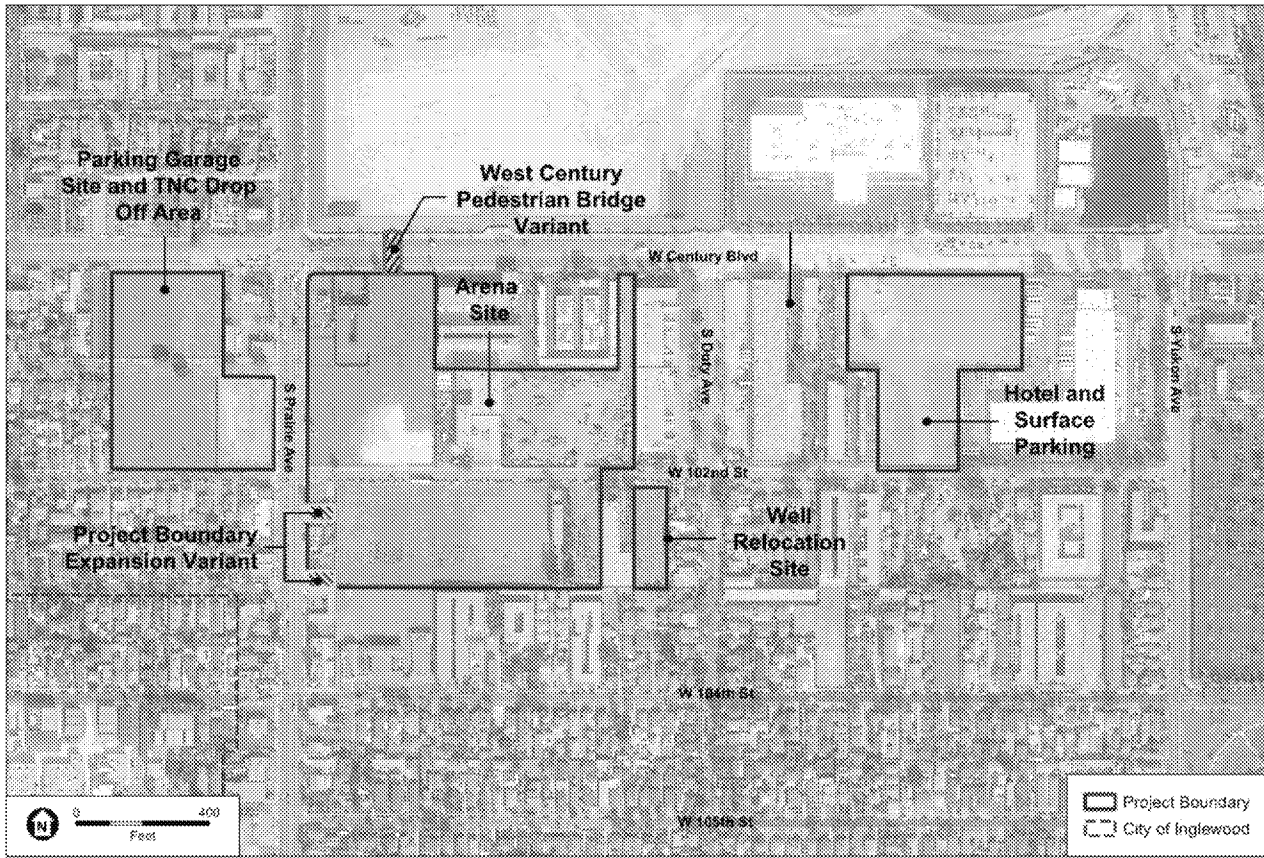 Parking Garage
Site and TNC Drop
Off Area
West Century
Pedestrian Bridge
Variant
W Century Blvd
Arena
Site
S Prairie Ave
S Doty Ave
S Yukon Ave
Hotel and
Surface
Parking
W 102nd St
Project Boundary
Expansion Variant
Well
Relocation
Site
W 104th St
W 105th St
N
0 400
Feet
Project Boundary
City of Inglewood